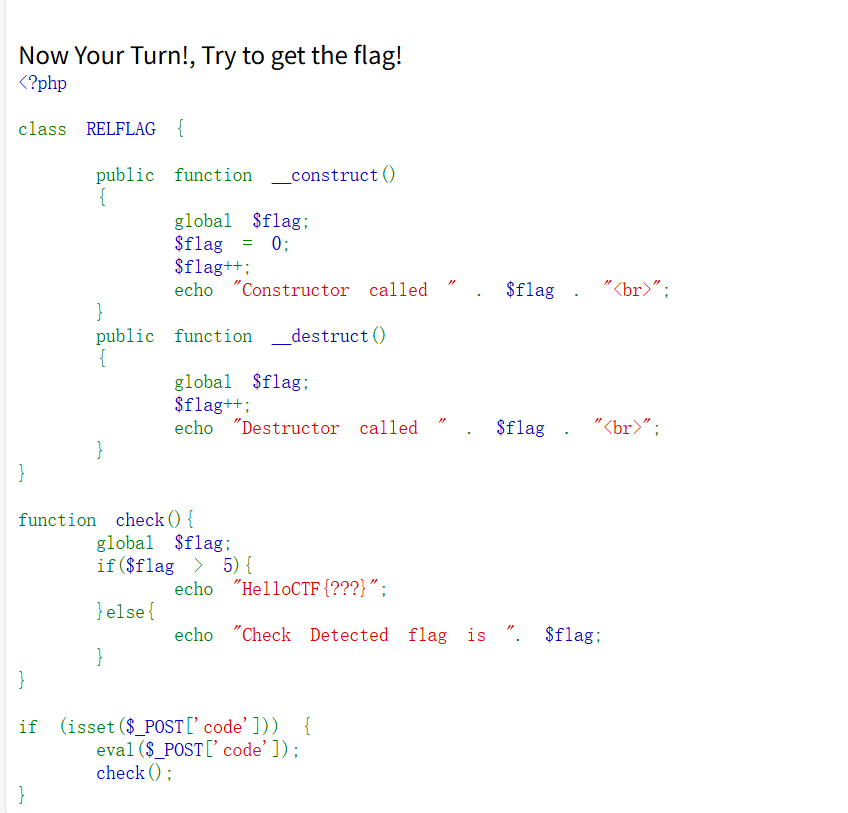 Now Your Turn!, Try to get the flag!
<?php
class RELFLAG {
public function __construct()
{
global $flag;
$flag = 0;
$flag++;
echo "Constructor called " . $flag . "<br>";
}
public function __destruct()
{
global $flag;
$flag++;
echo "Destructor called " . $flag . "<br>";
}
}
function check(){
global $flag;
if($flag > 5){
echo "HelloCTF{???}";
}else{
echo "Check Detected flag is ". $flag;
}
}
if (isset($_POST['code'])) {
eval($_POST['code']);
check();
}